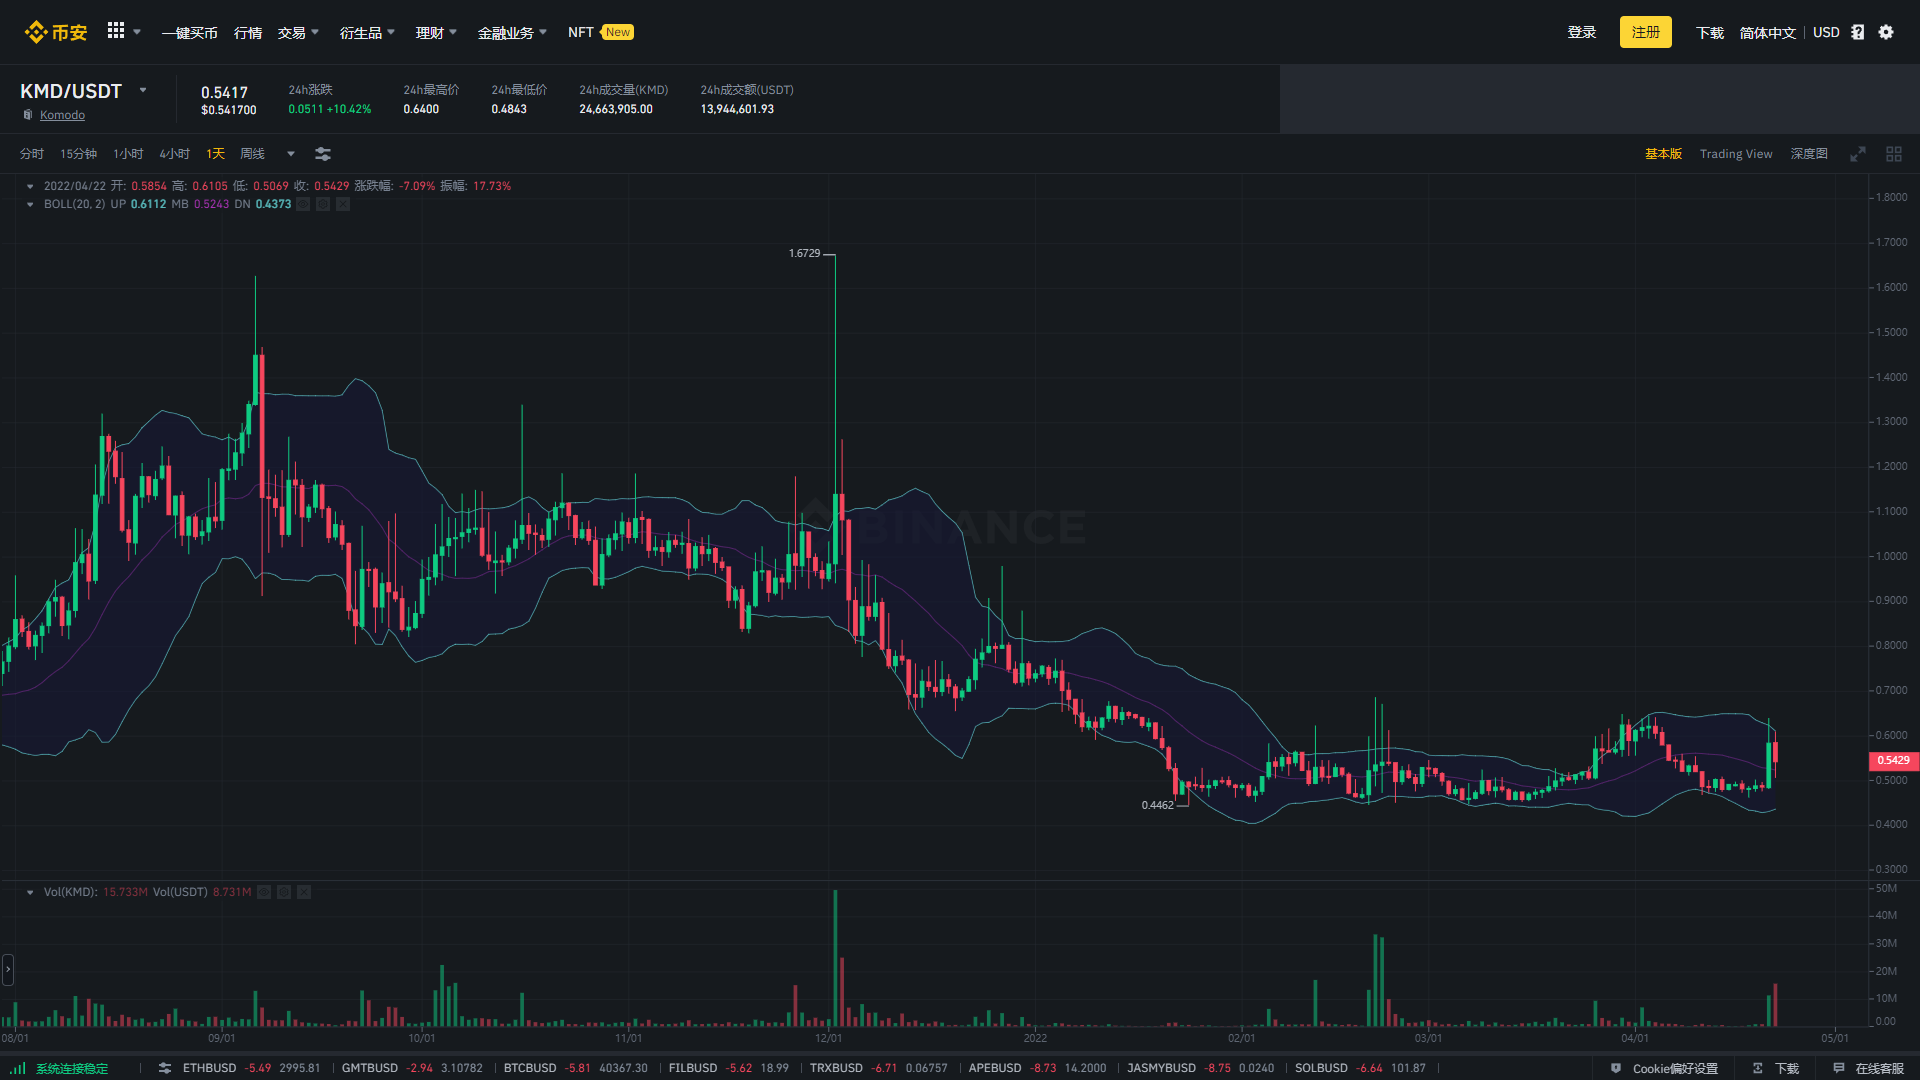 币安 一键买币 行情 交易 衍生品 理财 金融业务 NFT New 登录 注册 下载 简体中文 USD
KMD/USDT
Komodo
0.5417
$0.541700
24h涨跌
0.0511 +10.42%
24h最高价
0.6400
24h最低价
0.4843
24h成交量(KMD)
24,663,905.00
24h成交额(USDT)
13,944,601.93
分时 15分钟 1小时 4小时 1天 周线 基本版 Trading View 深度图
2022/04/22 开: 0.5854 高: 0.6105 低: 0.5069 收: 0.5429 涨跌幅: -7.09% 振幅: 17.73%
BOLL(20, 2) UP 0.6112 MB 0.5243 DN 0.4373
1.8000
1.7000
1.6729
1.6000
1.5000
1.4000
1.3000
1.2000
1.1000
BINANCE
1.0000
0.9000
0.8000
0.7000
0.6000
0.5429
0.5000
0.4462
0.4000
0.3000
Vol(KMD): 15.733M Vol(USDT) 8.731M
50M
40M
30M
20M
10M
0.00
08/01 09/01 10/01 11/01 12/01 2022 02/01 03/01 04/01 05/01
系统连接稳定 ETHBUSD -5.49 2995.81 GMTBUSD -2.94 3.10782 BTCBUSD -5.81 40367.30 FILBUSD -5.62 18.99 TRXBUSD -6.71 0.06757 APEBUSD -8.73 14.2000 JASMYBUSD -8.75 0.0240 SOLBUSD -6.64 101.87 Cookie偏好设置 下载 在线客服